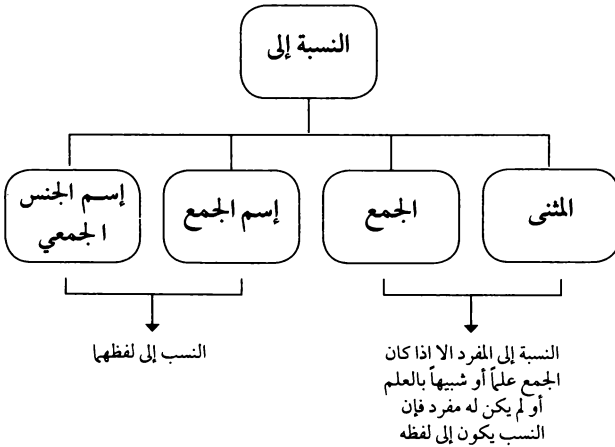 النسبة إلى
المثنى
الجمع
إسم الجمع
إسم الجنس
الجمعي
النسبة إلى المفرد الا اذا كان
الجمع علماً أو شبيهاً بالعلم
أو لم يكن له مفرد فإن
النسب يكون إلى لفظه
النسب إلى لفظهما